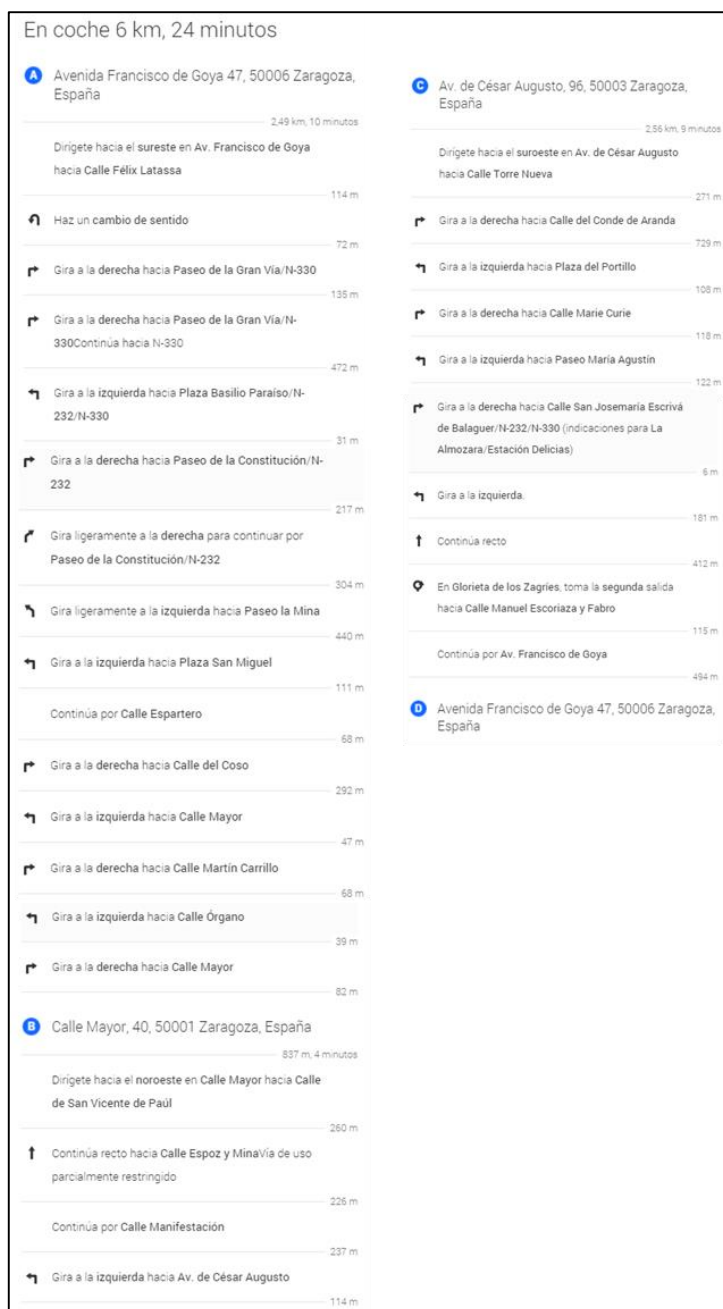 En coche 6 km, 24 minutos
A Avenida Francisco de Goya 47, 50006 Zaragoza,
España
2,49 km, 10 minutos
Dirígete hacia el sureste en Av. Francisco de Goya
hacia Calle Félix Latassa
114 m
Haz un cambio de sentido
72 m
Gira a la derecha hacia Paseo de la Gran Vía/N-330
135 m
Gira a la derecha hacia Paseo de la Gran Vía/N-
330Continúa hacia N-330
472 m
Gira a la izquierda hacia Plaza Basilio Paraíso/N-
232/N-330
31 m
Gira a la derecha hacia Paseo de la Constitución/N-
232
217 m
Gira ligeramente a la derecha para continuar por
Paseo de la Constitución/N-232
304 m
Gira ligeramente a la izquierda hacia Paseo la Mina
440 m
Gira a la izquierda hacia Plaza San Miguel
111 m
Continúa por Calle Espartero
68 m
Gira a la derecha hacia Calle del Coso
292 m
Gira a la izquierda hacia Calle Mayor
47 m
Gira a la derecha hacia Calle Martín Carrillo
68 m
Gira a la izquierda hacia Calle Órgano
39 m
Gira a la derecha hacia Calle Mayor
82 m
B Calle Mayor, 40, 50001 Zaragoza, España
837 m, 4 minutos
Dirígete hacia el noroeste en Calle Mayor hacia Calle
de San Vicente de Paúl
260 m
Continúa recto hacia Calle Espoz y MinaVía de uso
parcialmente restringido
226 m
Continúa por Calle Manifestación
237 m
Gira a la izquierda hacia Av. de César Augusto
114 m
C Av. de César Augusto, 96, 50003 Zaragoza,
España
2,56 km, 9 minutos
Dirígete hacia el suroeste en Av. de César Augusto
hacia Calle Torre Nueva
271 m
Gira a la derecha hacia Calle del Conde de Aranda
729 m
Gira a la izquierda hacia Plaza del Portillo
108 m
Gira a la derecha hacia Calle Marie Curie
118 m
Gira a la izquierda hacia Paseo María Agustín
122 m
Gira a la derecha hacia Calle San Josemaría Escrivá
de Balaguer/N-232/N-330 (indicaciones para La
Almozara/Estación Delicias)
6 m
Gira a la izquierda.
181 m
Continúa recto
412 m
En Glorieta de los Zagríes, toma la segunda salida
hacia Calle Manuel Escoriaza y Fabro
115 m
Continúa por Av. Francisco de Goya
494 m
D Avenida Francisco de Goya 47, 50006 Zaragoza,
España